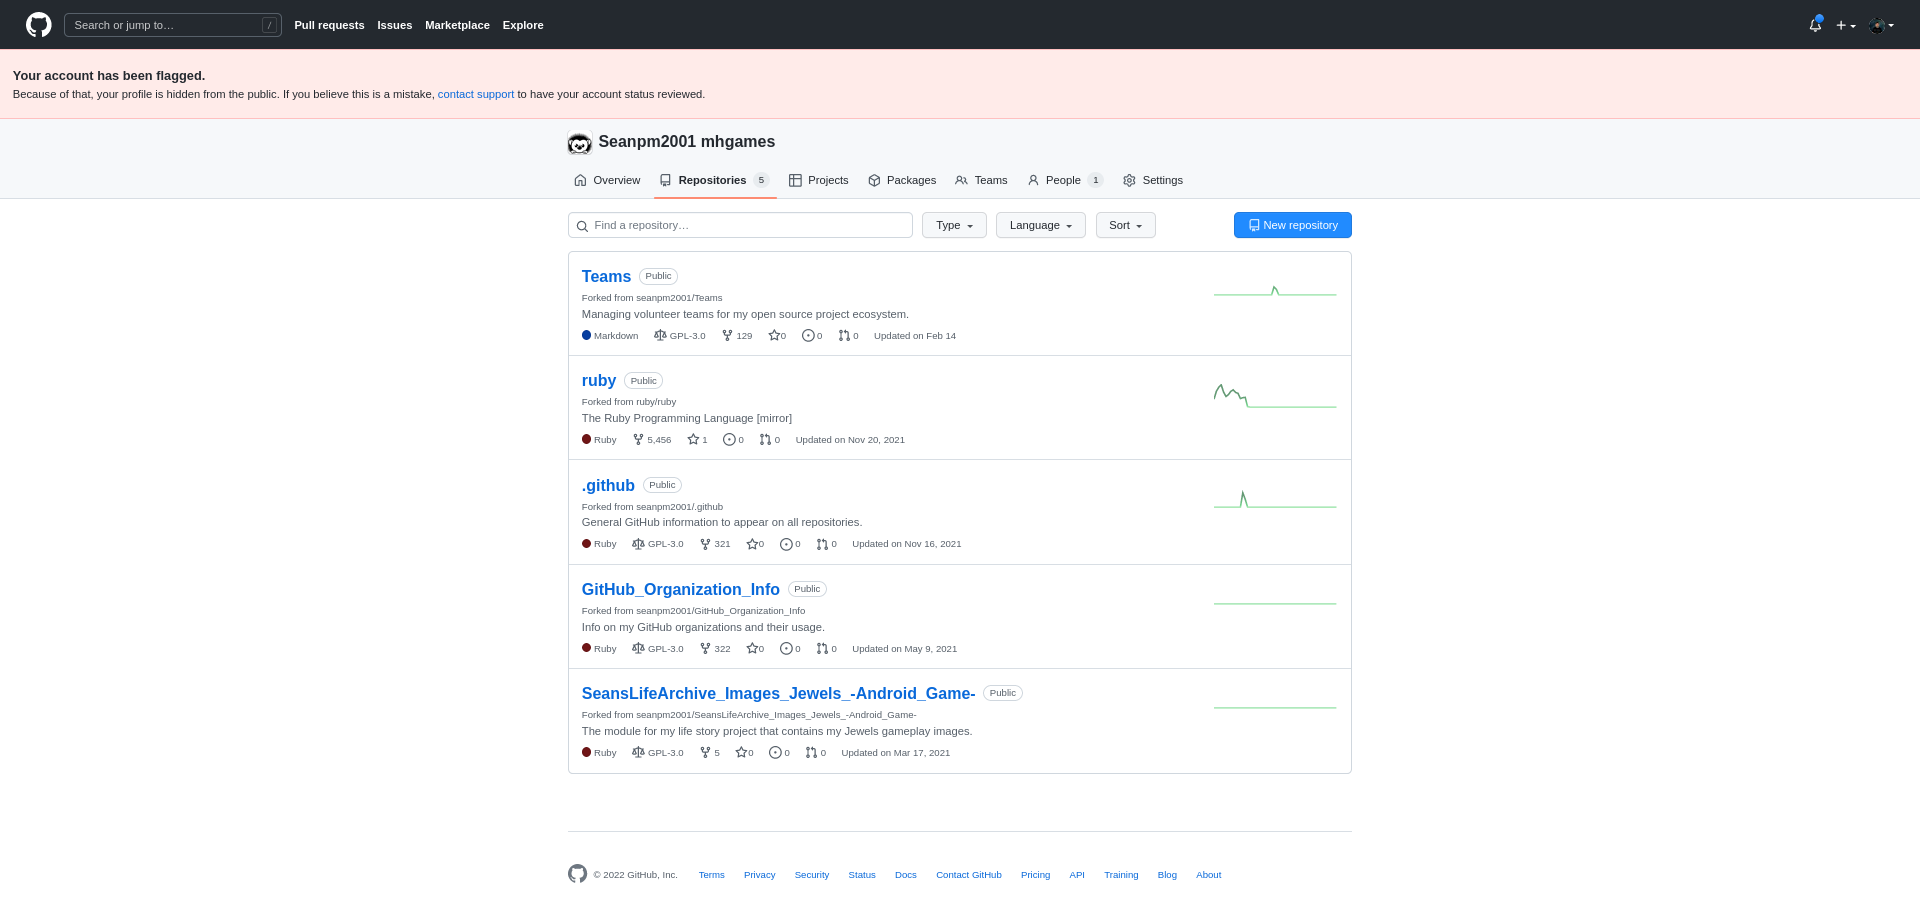 Search or jump to… /
Pull requests Issues Marketplace Explore
Your account has been flagged.
Because of that, your profile is hidden from the public. If you believe this is a mistake, contact support to have your account status reviewed.
Seanpm2001 mhgames
Overview Repositories 5 Projects Packages Teams People 1 Settings
Find a repository… Type Language Sort New repository
Teams Public
Forked from seanpm2001/Teams
Managing volunteer teams for my open source project ecosystem.
Markdown GPL-3.0 129 0 0 0 Updated on Feb 14
ruby Public
Forked from ruby/ruby
The Ruby Programming Language [mirror]
Ruby 5,456 1 0 0 Updated on Nov 20, 2021
.github Public
Forked from seanpm2001/.github
General GitHub information to appear on all repositories.
Ruby GPL-3.0 321 0 0 0 Updated on Nov 16, 2021
GitHub_Organization_Info Public
Forked from seanpm2001/GitHub_Organization_Info
Info on my GitHub organizations and their usage.
Ruby GPL-3.0 322 0 0 0 Updated on May 9, 2021
SeansLifeArchive_Images_Jewels_-Android_Game- Public
Forked from seanpm2001/SeansLifeArchive_Images_Jewels_-Android_Game-
The module for my life story project that contains my Jewels gameplay images.
Ruby GPL-3.0 5 0 0 0 Updated on Mar 17, 2021
© 2022 GitHub, Inc. Terms Privacy Security Status Docs Contact GitHub Pricing API Training Blog About